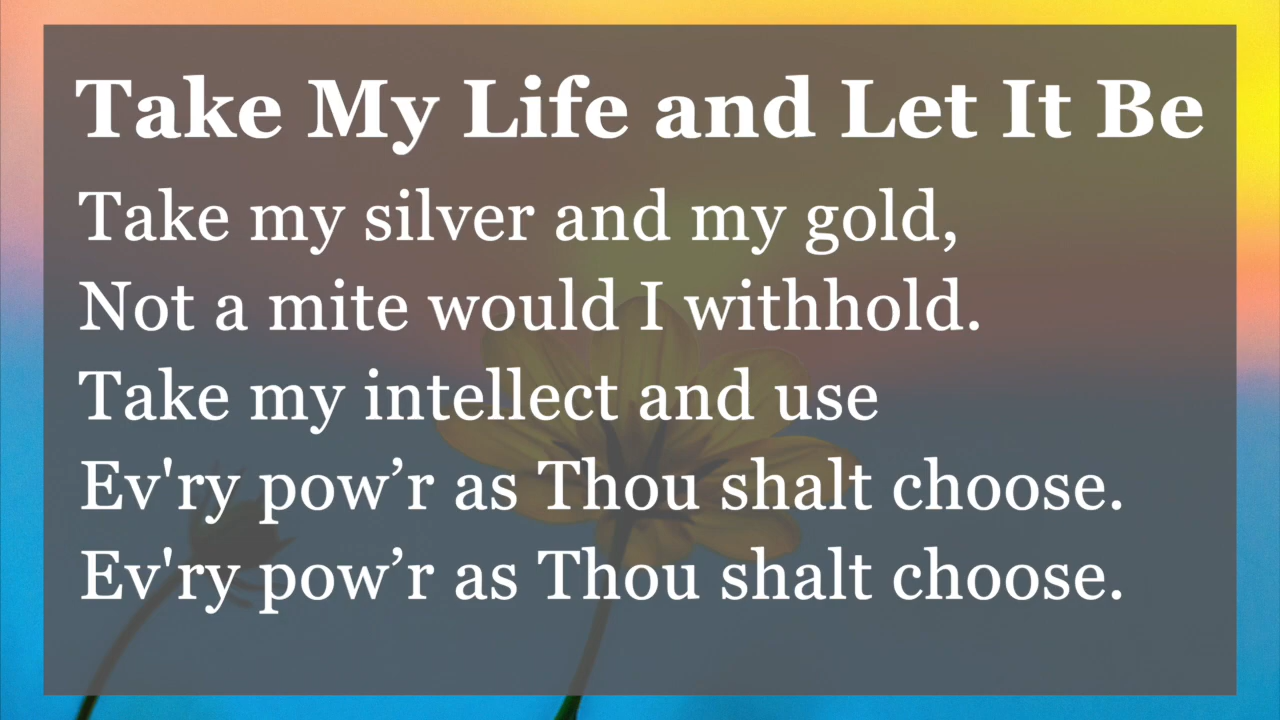 Take My Life and Let It Be
Take my silver and my gold,
Not a mite would I withhold.
Take my intellect and use
Ev'ry pow’r as Thou shalt choose.
Ev'ry pow’r as Thou shalt choose.